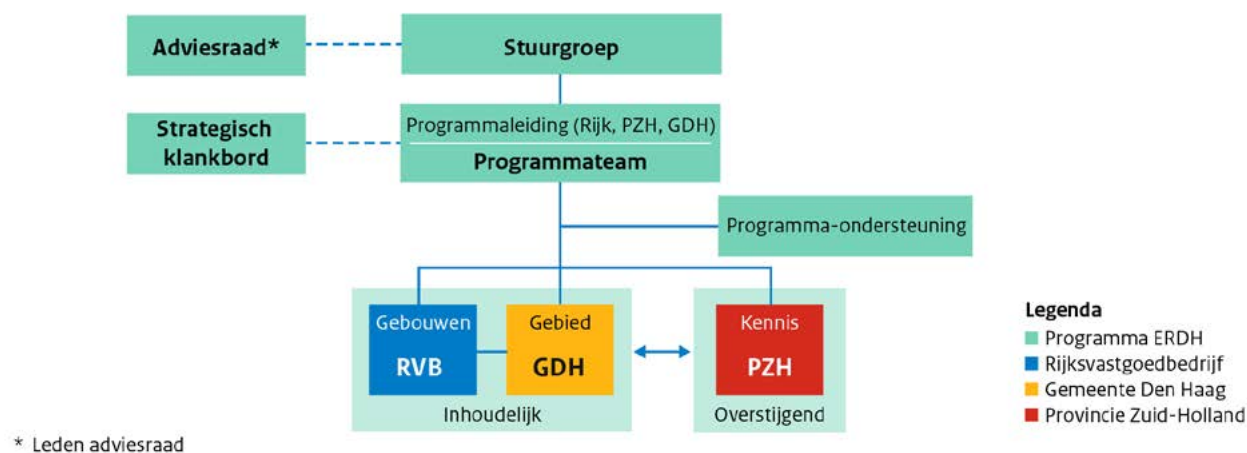 Adviesraad*
Stuurgroep
Strategisch
klankbord
Programmaleiding (Rijk, PZH, GDH)
Programmateam
Programma-ondersteuning
Gebouwen
RVB
Gebied
GDH
Inhoudelijk
Kennis
PZH
Overstijgend
Legenda
Programma ERDH
Rijksvastgoedbedrijf
Gemeente Den Haag
Provincie Zuid-Holland
* Leden adviesraad